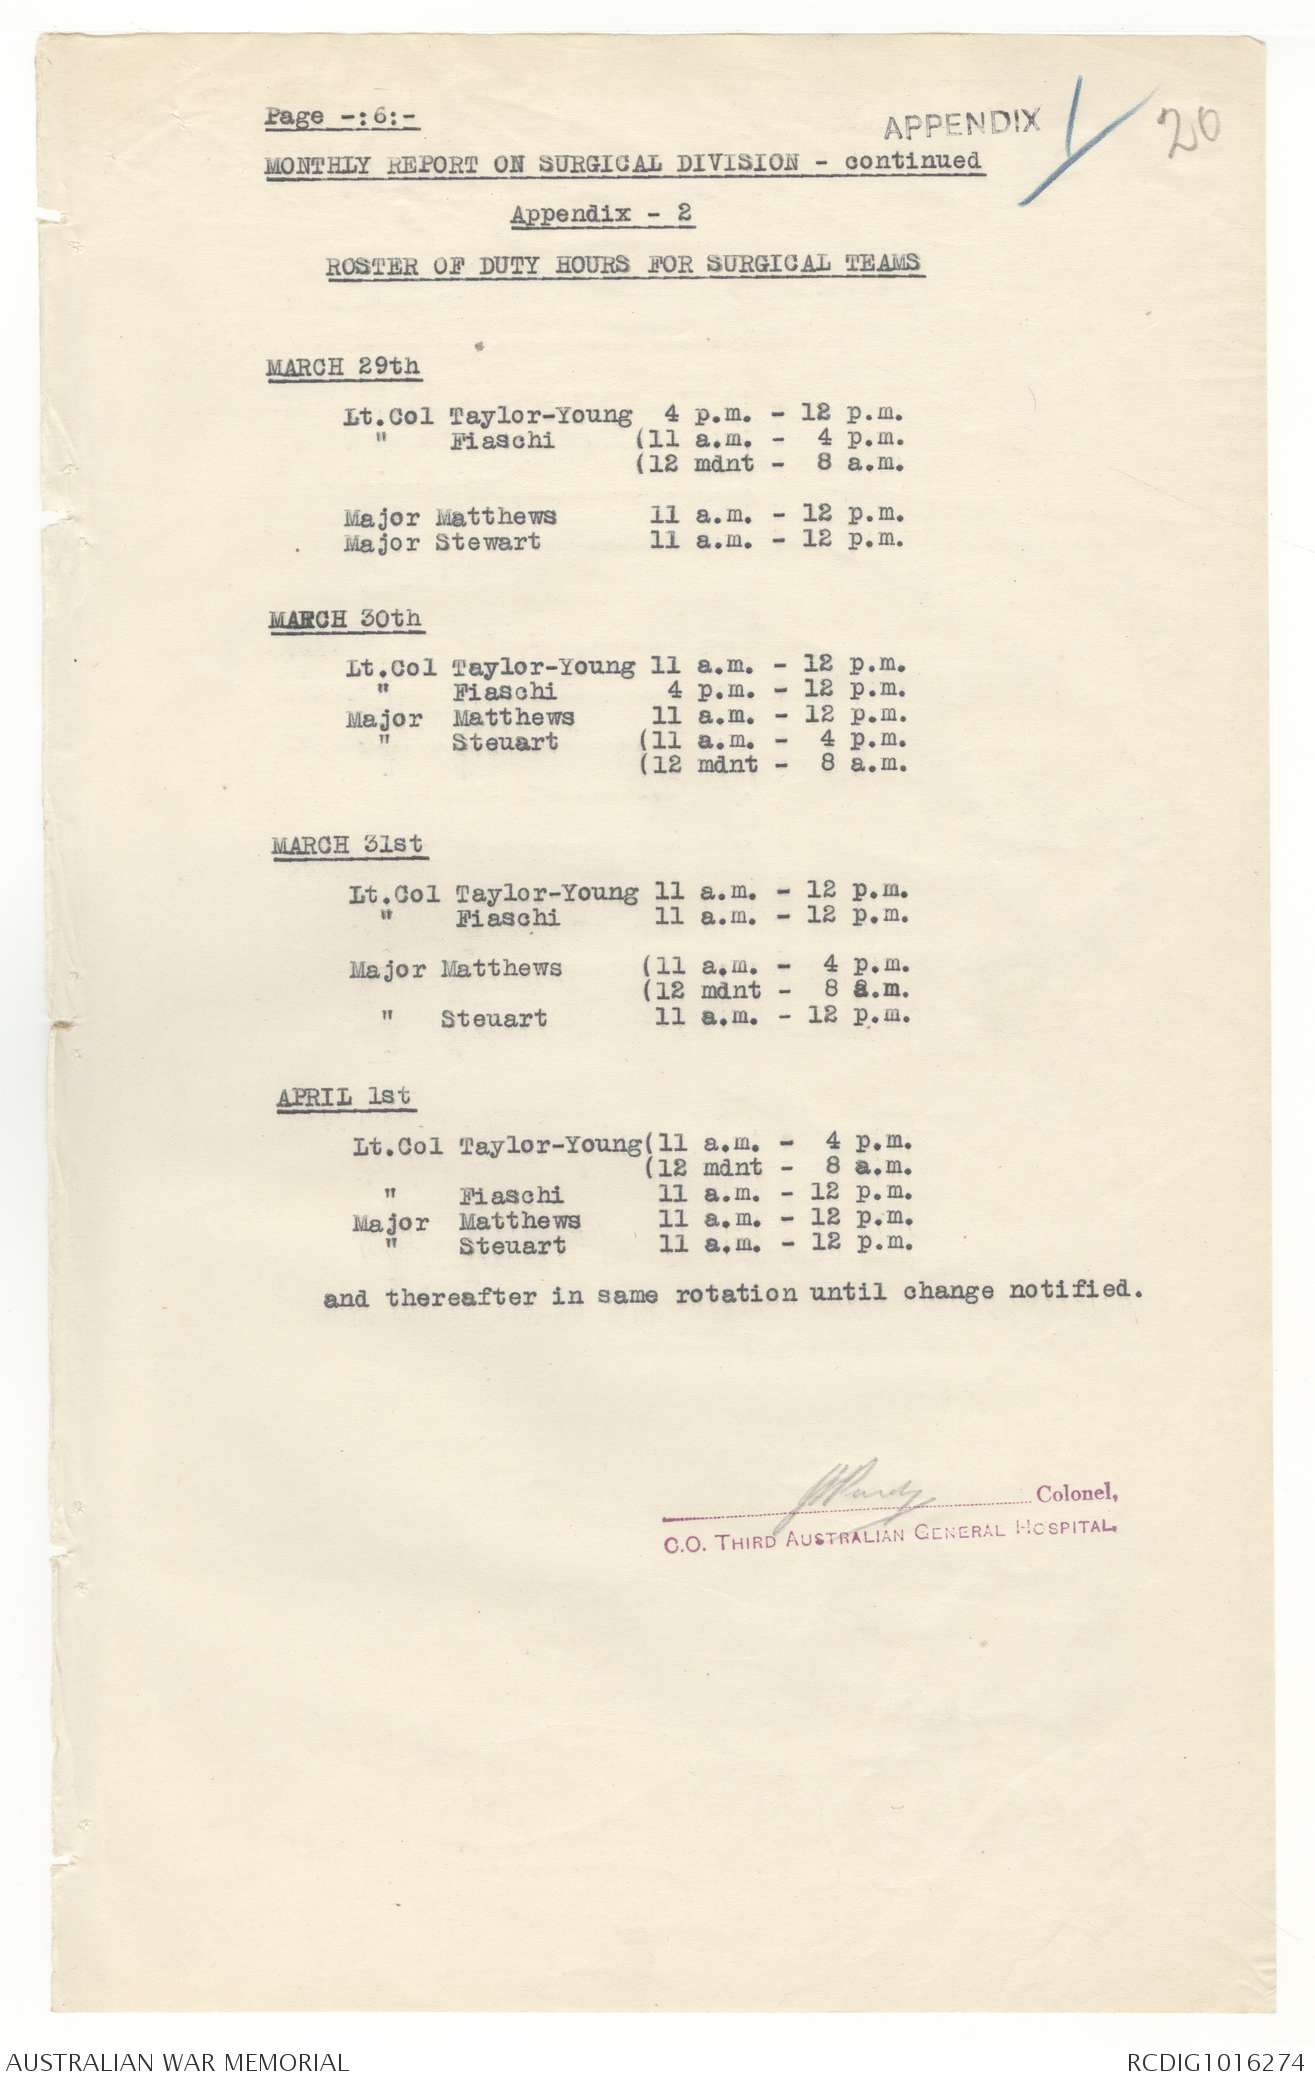 Page -:6:-
APPENDIX V 20
MONTHLY REPORT ON SURGICAL DIVISION - continued
Appendix - 2
ROSTER OF DUTY HOURS FOR SURGICAL TEAMS
MARCH 29th
Lt.Col Taylor-Young 4 p.m. - 12 p.m.
" Fiaschi (11 a.m. - 4 p.m.
(12 mdnt - 8 a.m.
Major Matthews 11 a.m. - 12 p.m.
Major Stewart 11 a.m. - 12 p.m.
MARCH 30th
Lt.Col Taylor-Young 11 a.m. - 12 p.m.
" Fiaschi 4 p.m. - 12 p.m.
Major Matthews 11 a.m. - 12 p.m.
" Steuart (11 a.m. - 4 p.m.
(12 mdnt - 8 a.m.
MARCH 31st
Lt.Col Taylor-Young 11 a.m. - 12 p.m.
" Fiaschi 11 a.m. - 12 p.m.
Major Matthews (11 a.m. - 4 p.m.
(12 mdnt - 8 a.m.
" Steuart 11 a.m. - 12 p.m.
APRIL 1st
Lt.Col Taylor-Young (11 a.m. - 4 p.m.
(12 mdnt - 8 a.m.
" Fiaschi 11 a.m. - 12 p.m.
Major Matthews 11 a.m. - 12 p.m.
" Steuart 11 a.m. - 12 p.m.
and thereafter in same rotation until change notified.
Colonel,
C.O. THIRD AUSTRALIAN GENERAL HOSPITAL.
AUSTRALIAN WAR MEMORIAL
RCDIG1016274